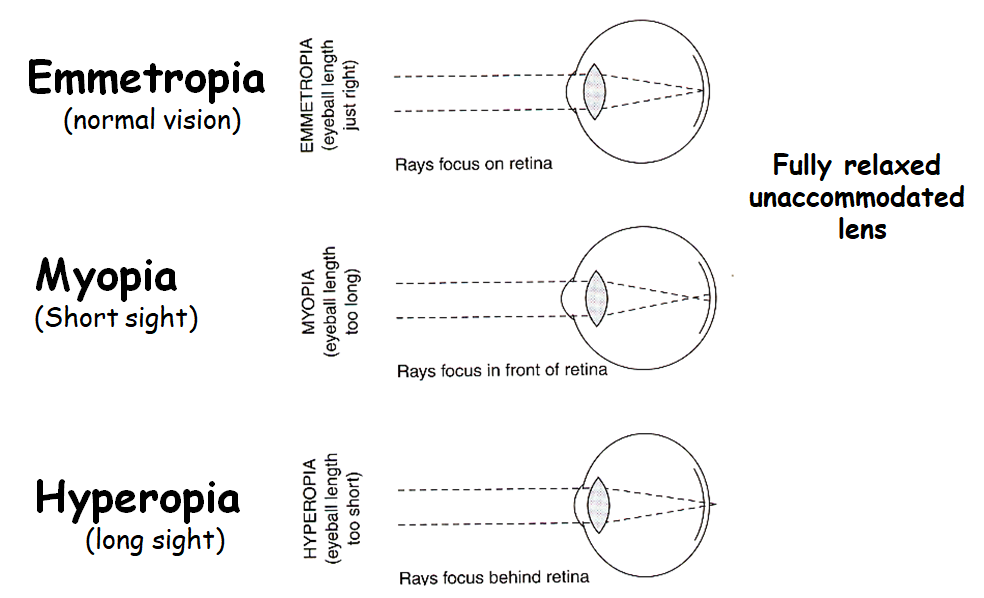 Emmetropia
(normal vision)
EMMETROPIA
(eyeball length
just right)
Rays focus on retina
Fully relaxed
unaccommodated
lens
Myopia
(Short sight)
MYOPIA
(eyeball length
too long)
Rays focus in front of retina
Hyperopia
(long sight)
HYPEROPIA
(eyeball length
too short)
Rays focus behind retina